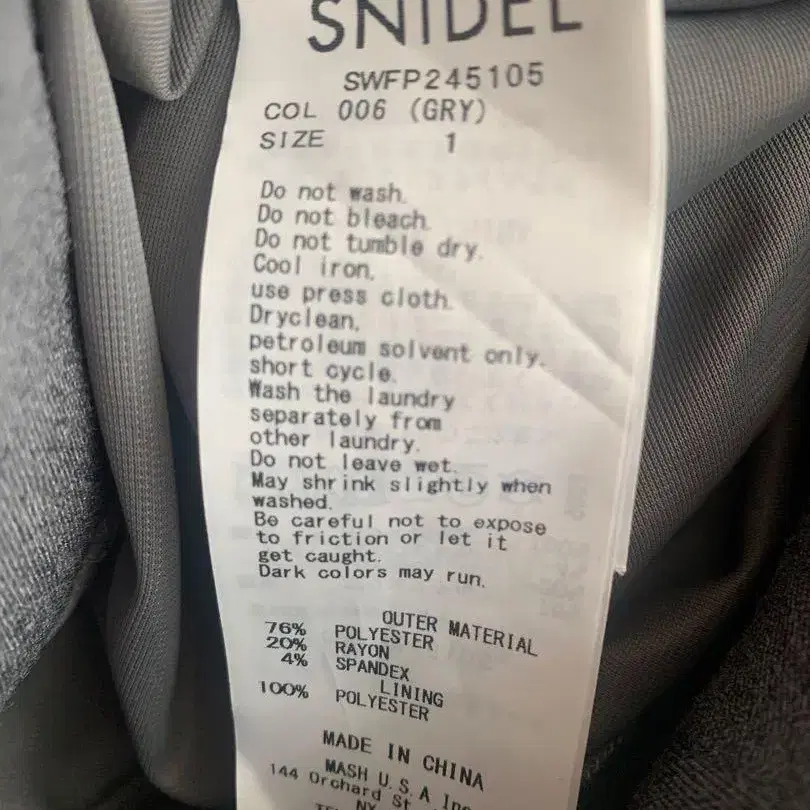 SNIDEL
SWFP245105
COL 006 (GRY)
SIZE 1
Do not wash.
Do not bleach.
Do not tumble dry.
Cool iron,
use press cloth.
Dryclean,
petroleum solvent only.
short cycle.
Wash the laundry
separately from
other laundry.
Do not leave wet.
May shrink slightly when
washed.
Be careful not to expose
to friction or let it
get caught.
Dark colors may run.
OUTER MATERIAL
76% POLYESTER
20% RAYON
4% SPANDEX
LINING
100% POLYESTER
MADE IN CHINA
MASH U.S.A Inc
144 Orchard St
NY